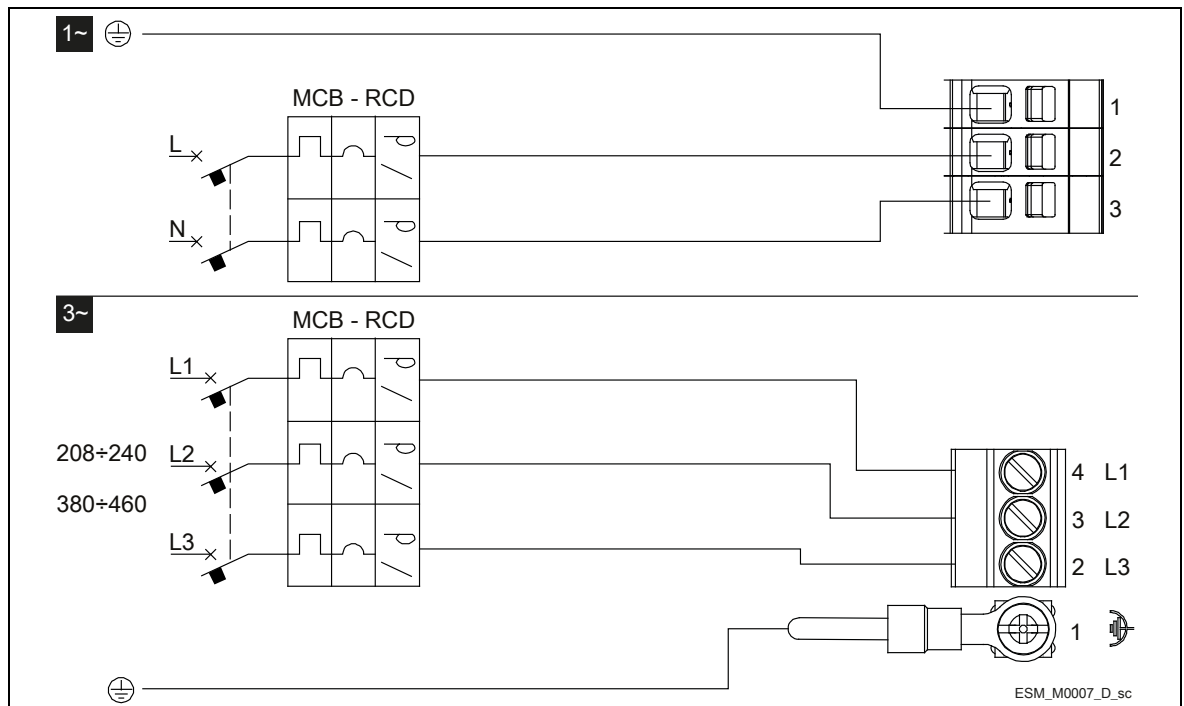 1~
MCB - RCD
L
N
1
2
3
3~
MCB - RCD
L1
208÷240 L2
380÷460
L3
4 L1
3 L2
2 L3
1
ESM_M0007_D_sc